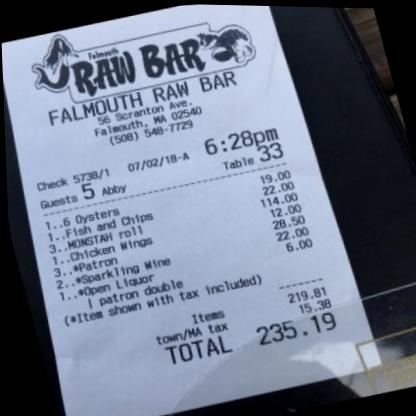 Falmouth
RAW BAR
FALMOUTH RAW BAR
56 Scranton Ave.
Falmouth, MA 02540
(508) 548-7729
Check 5738/1 07/02/18-A 6:28pm
Guests 5 Abby Table 33
1..6 Oysters 19.00
1..Fish and Chips 22.00
3..MONSTAH roll 114.00
1..Chicken Wings 12.00
3..*Patron 28.50
2..*Sparkling Wine 22.00
1..*Open Liquor 6.00
| patron double
(*Item shown with tax included)
Items 219.81
town/MA tax 15.38
TOTAL 235.19